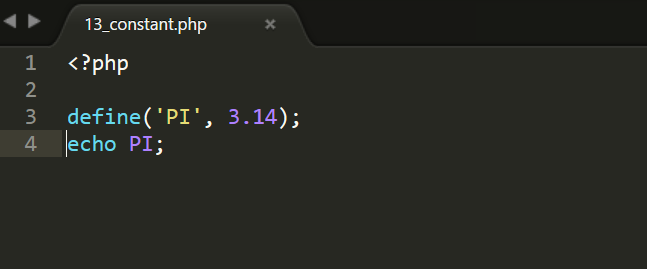 13_constant.php ×
1 <?php
2
3 define('PI', 3.14);
4 echo PI;